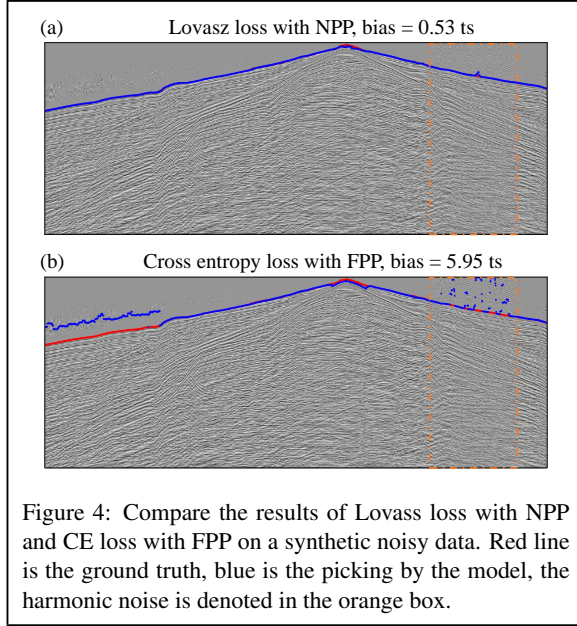 (a) Lovasz loss with NPP, bias = 0.53 ts
(b) Cross entropy loss with FPP, bias = 5.95 ts
Figure 4: Compare the results of Lovass loss with NPP
and CE loss with FPP on a synthetic noisy data. Red line
is the ground truth, blue is the picking by the model, the
harmonic noise is denoted in the orange box.